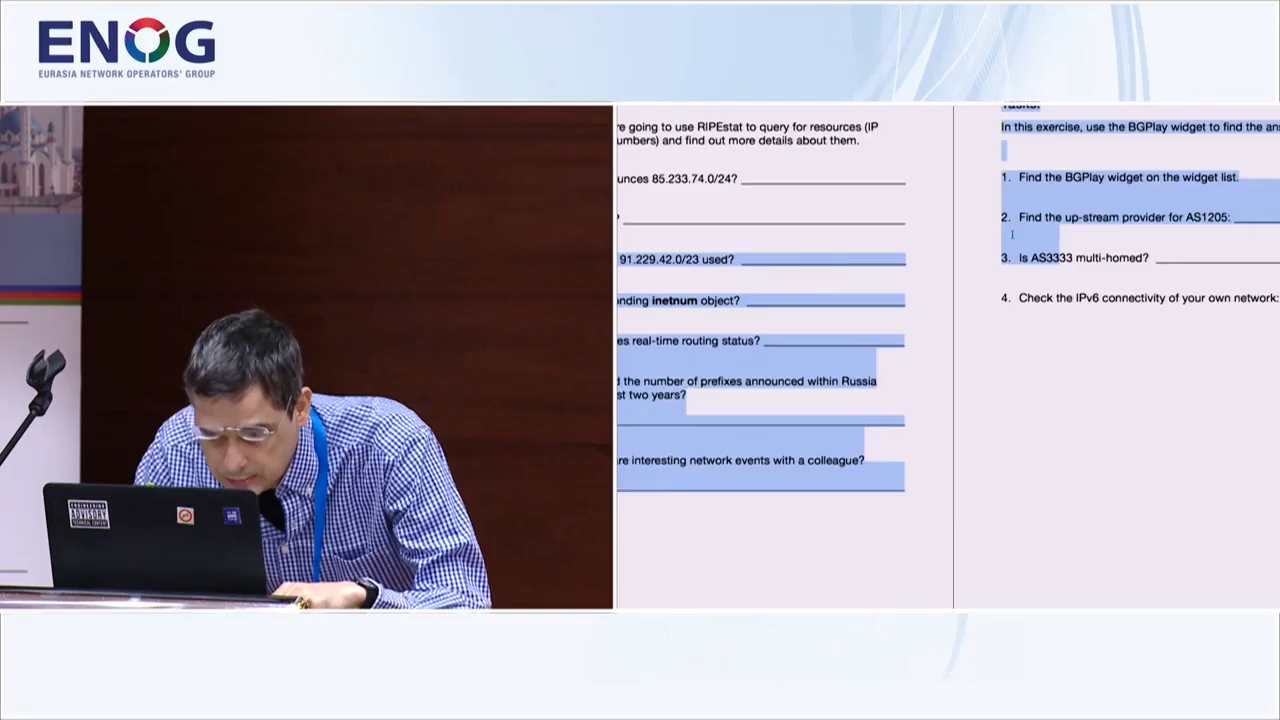 ENOG
EURASIA NETWORK OPERATORS' GROUP
ADVISORY
re going to use RIPEstat to query for resources (IP
umbers) and find out more details about them.
unces 85.233.74.0/24?
?
91.229.42.0/23 used?
nding inetnum object?
es real-time routing status?
d the number of prefixes announced within Russia
st two years?
re interesting network events with a colleague?
Tasks:
In this exercise, use the BGPlay widget to find the an
1. Find the BGPlay widget on the widget list.
2. Find the up-stream provider for AS1205:
3. Is AS3333 multi-homed?
4. Check the IPv6 connectivity of your own network: